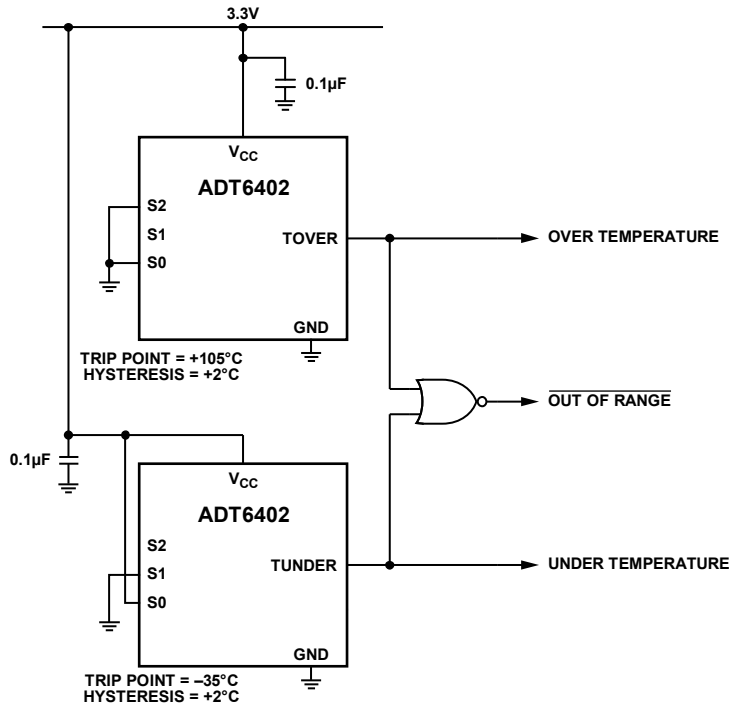 3.3V
0.1µF
VCC
ADT6402
S2
S1
S0
TOVER
OVER TEMPERATURE
GND
TRIP POINT = +105°C
HYSTERESIS = +2°C
OUT OF RANGE
0.1µF
VCC
ADT6402
S2
S1
S0
TUNDER
UNDER TEMPERATURE
GND
TRIP POINT = –35°C
HYSTERESIS = +2°C